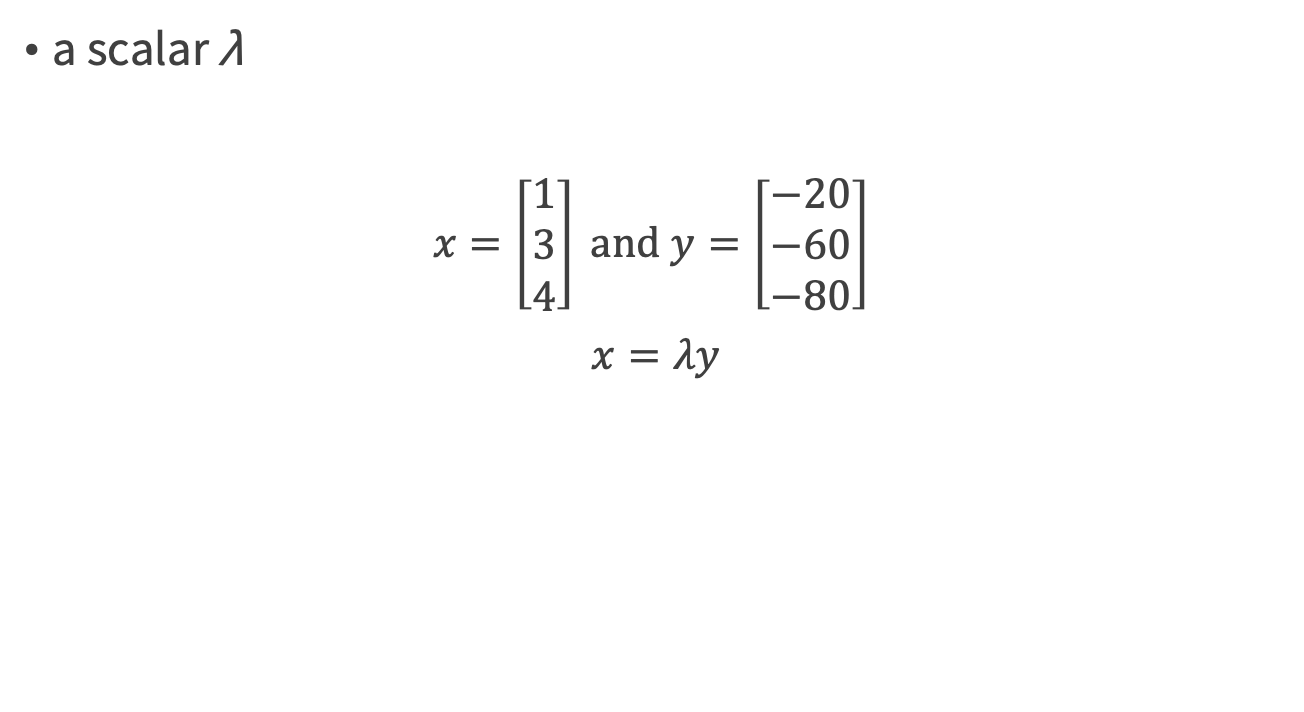 • a scalar λ
x = [1 3 4] and y = [−20 −60 −80]
x = λy